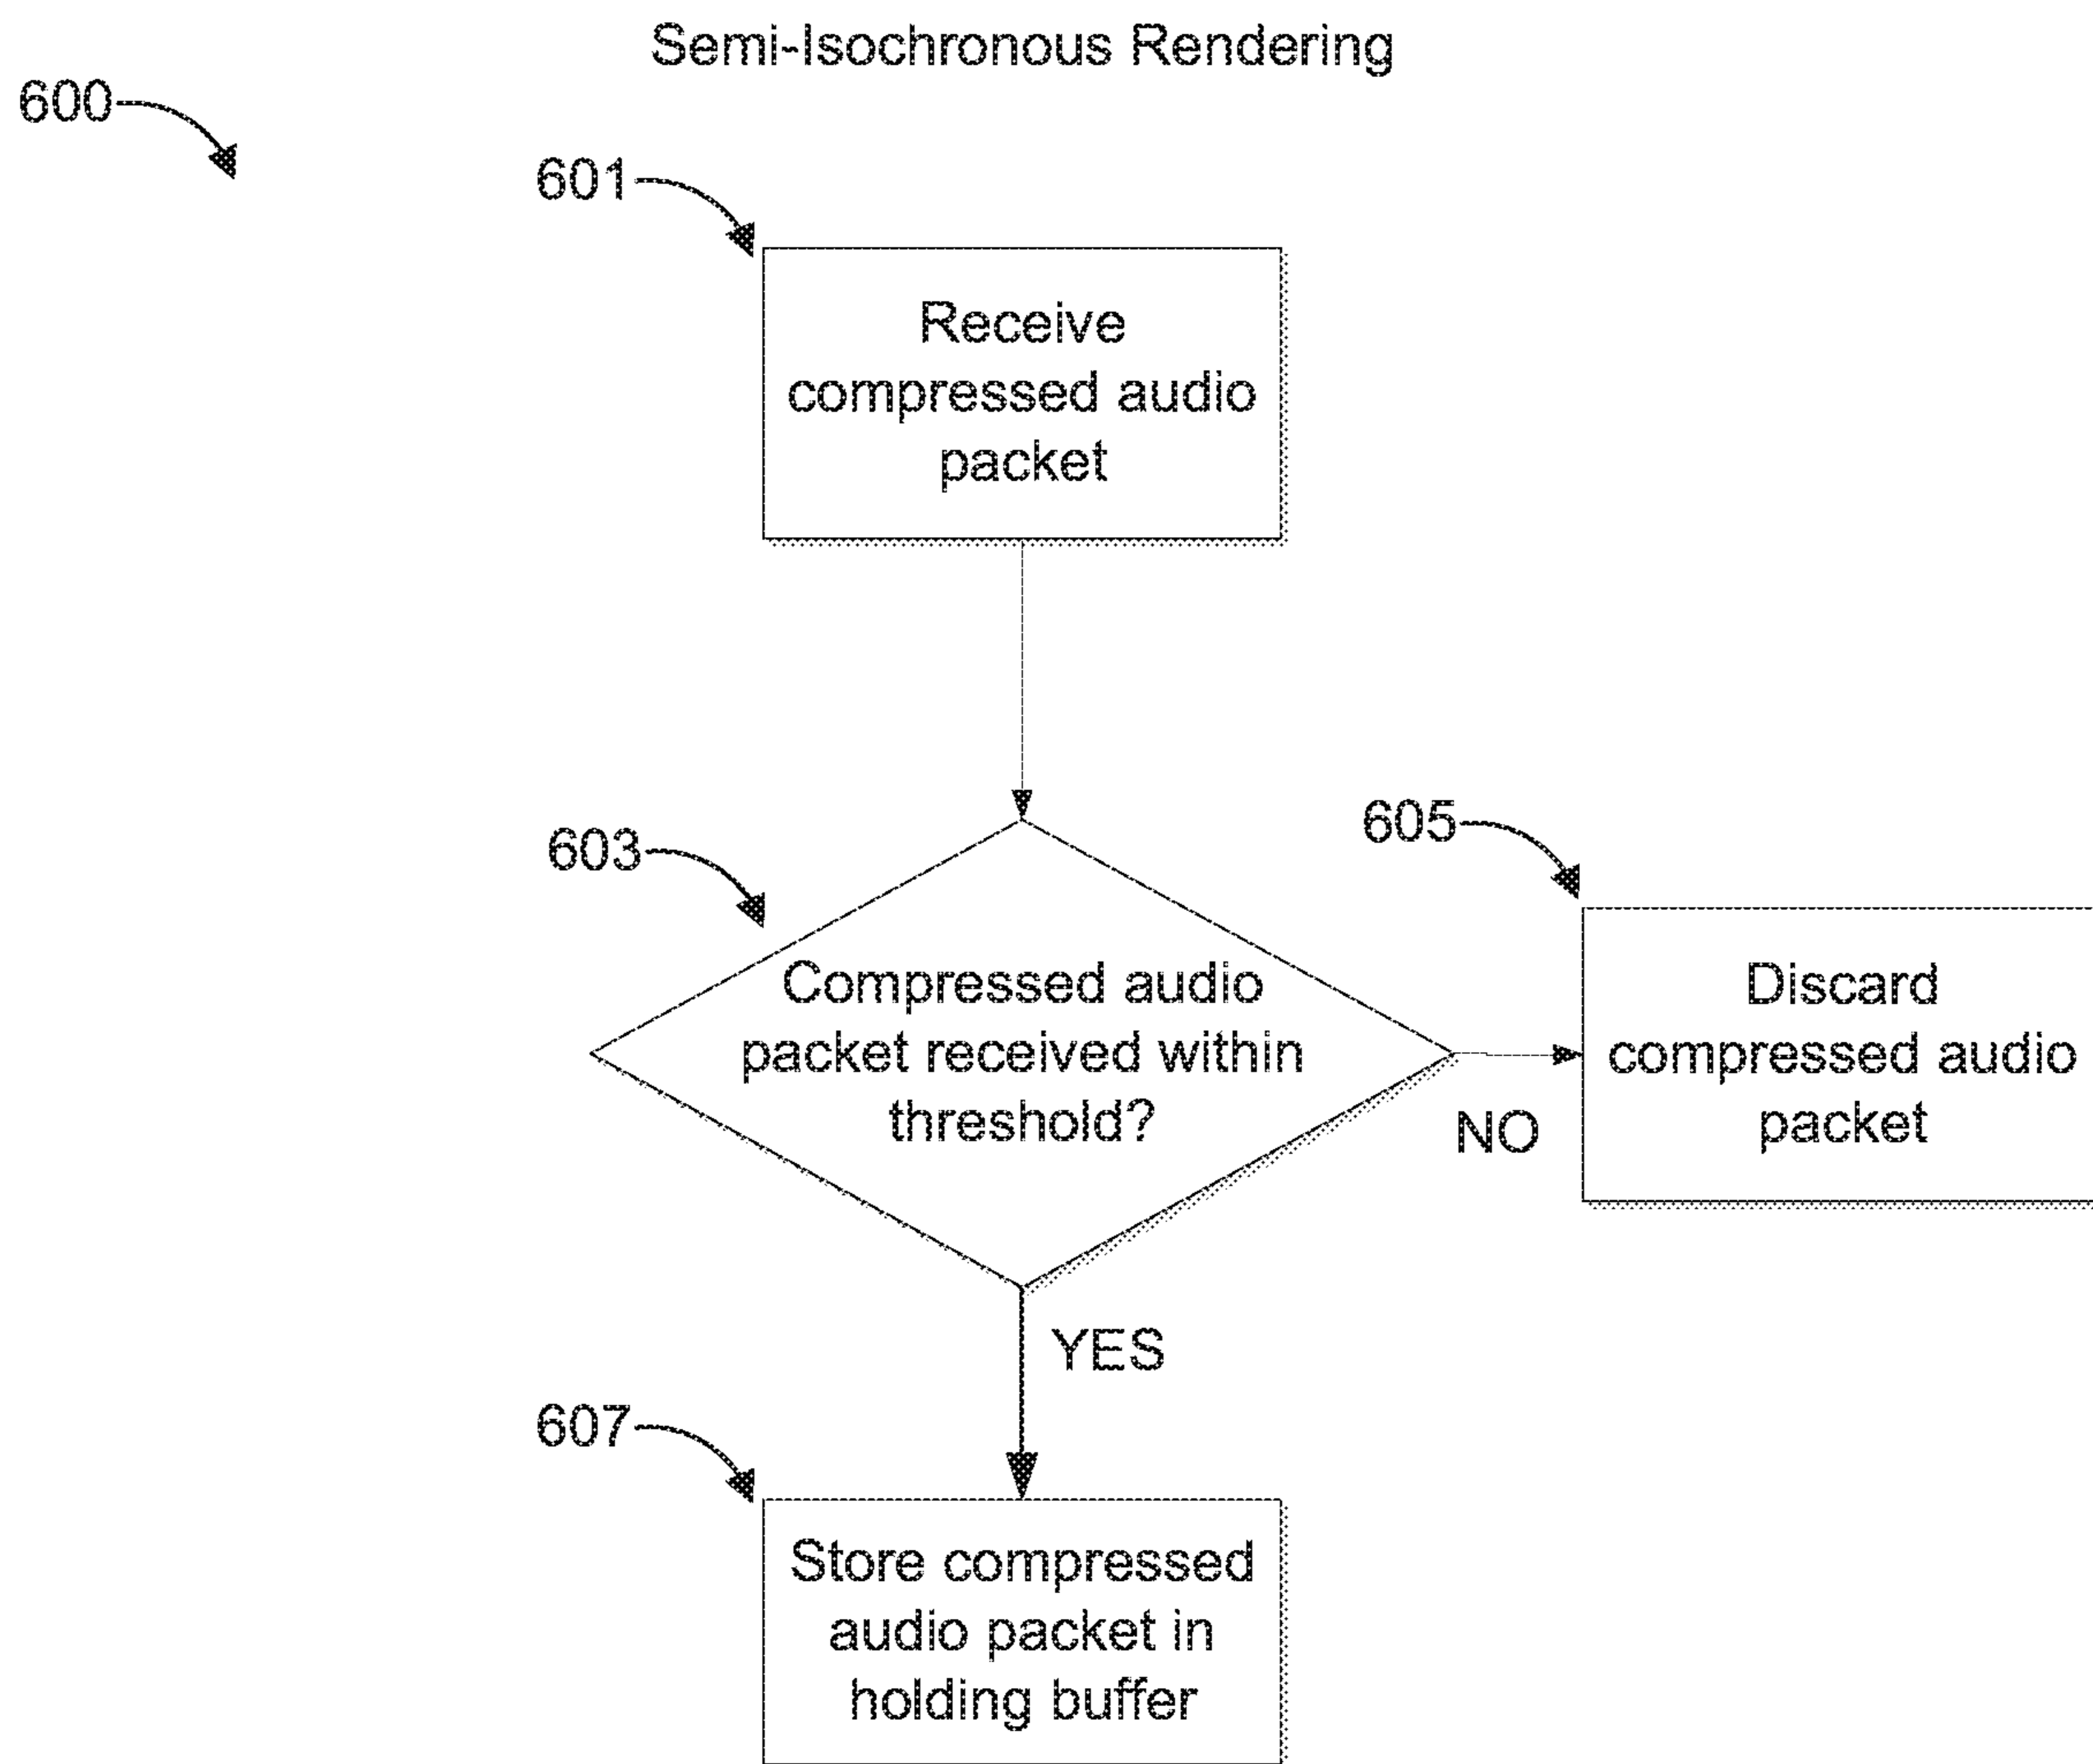 Semi-Isochronous Rendering
600
601
Receive
compressed audio
packet
603
Compressed audio
packet received within
threshold?
605
Discard
compressed audio
packet
NO
YES
607
Store compressed
audio packet in
holding buffer